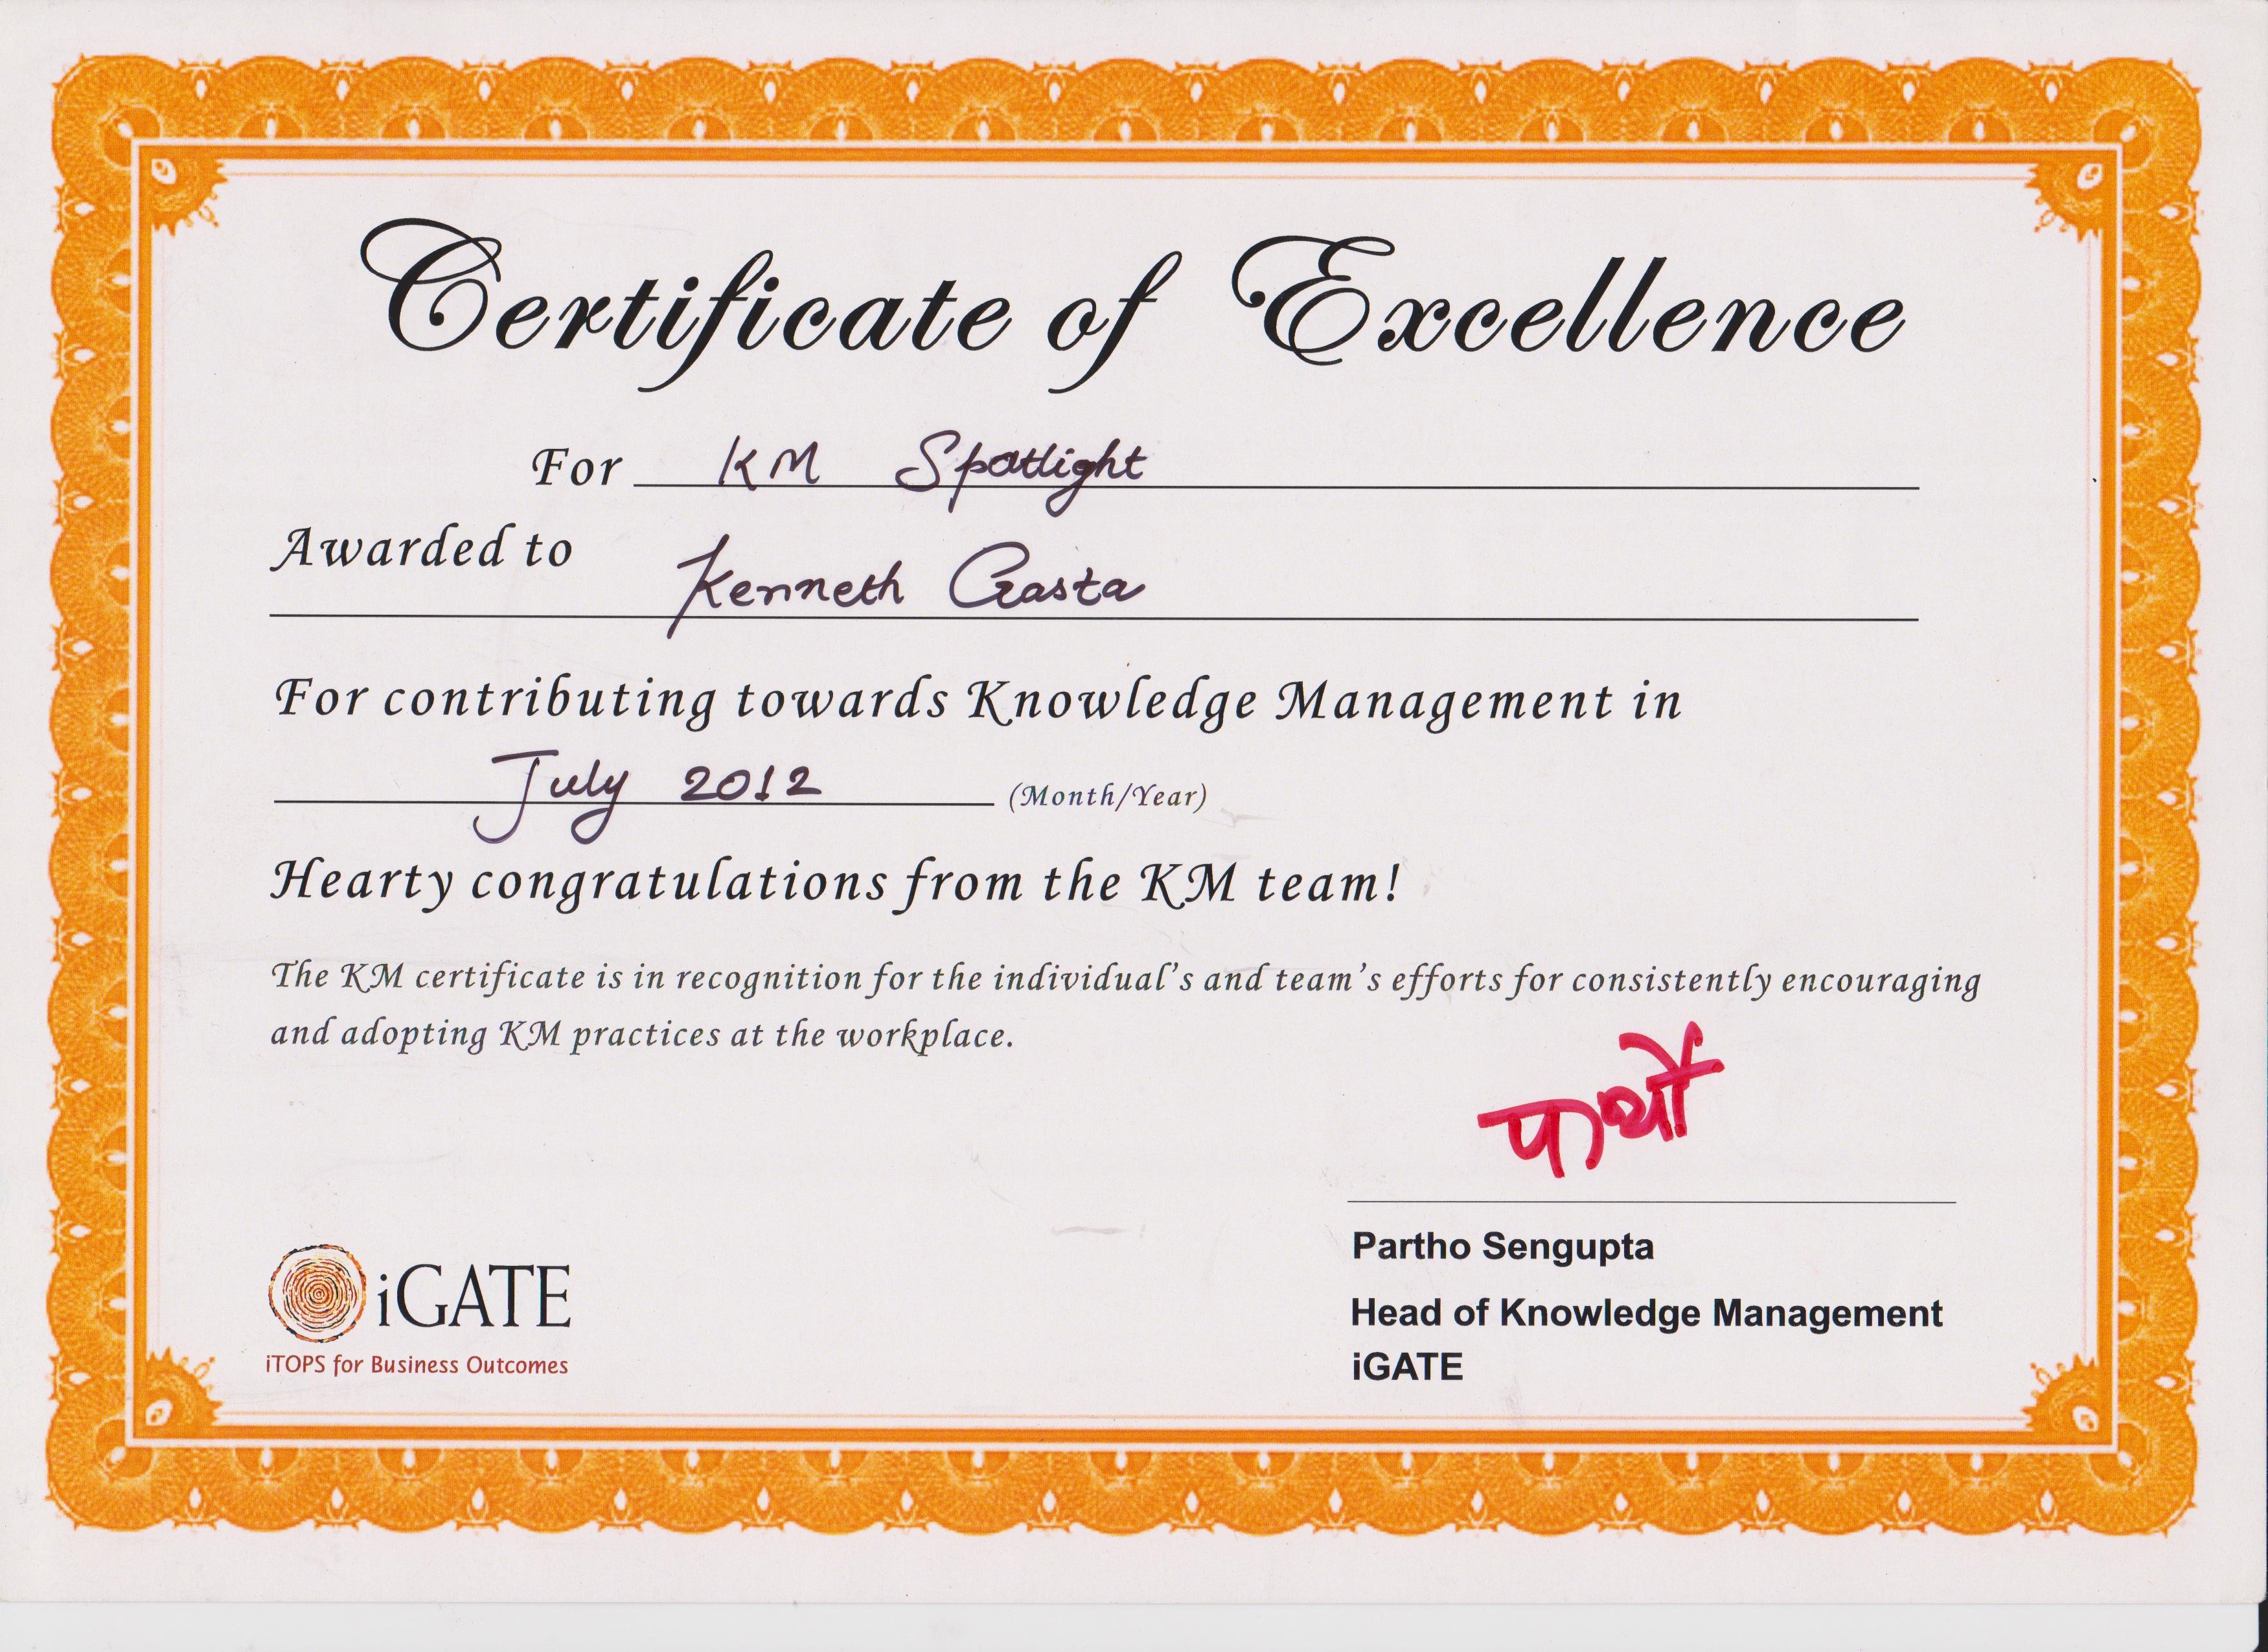 Certificate of Excellence
For KM Spotlight
Awarded to
Kenneth Crasta
For contributing towards Knowledge Management in
July 2012 (Month/Year)
Hearty congratulations from the KM team!
The KM certificate is in recognition for the individual's and team's efforts for consistently encouraging
and adopting KM practices at the workplace.
पार्थो
Partho Sengupta
Head of Knowledge Management
iGATE
iGATE
iTOPS for Business Outcomes